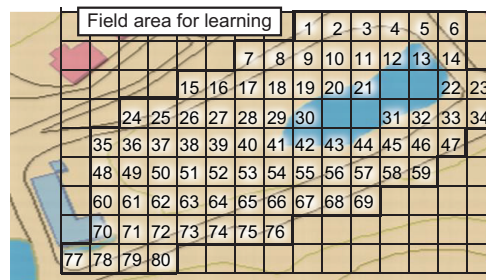 Field area for learning
1 2 3 4 5 6
7 8 9 10 11 12 13 14
15 16 17 18 19 20 21 22 23
24 25 26 27 28 29 30 31 32 33 34
35 36 37 38 39 40 41 42 43 44 45 46 47
48 49 50 51 52 53 54 55 56 57 58 59
60 61 62 63 64 65 66 67 68 69
70 71 72 73 74 75 76
77 78 79 80